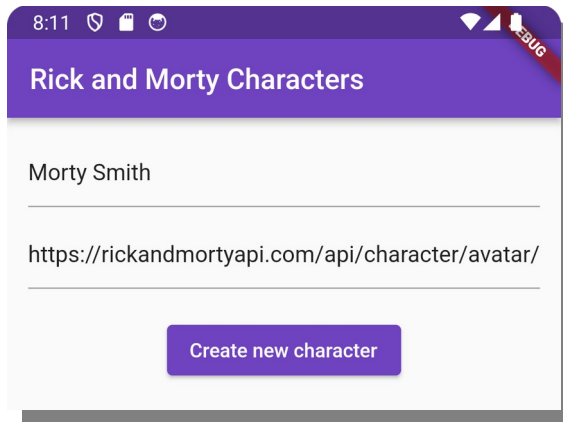 8:11
DEBUG
Rick and Morty Characters
Morty Smith
https://rickandmortyapi.com/api/character/avatar/
Create new character